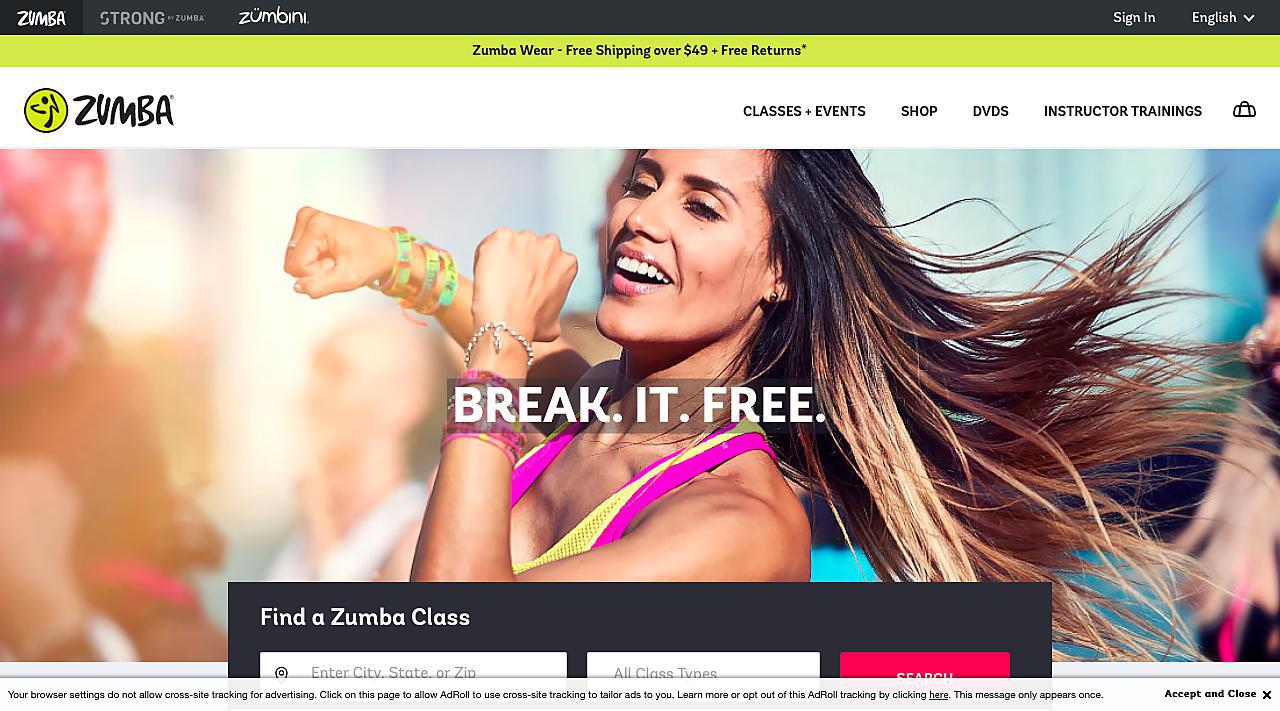 ZUMBA STRONG BY ZUMBA ZUMBINI Sign In English
Zumba Wear - Free Shipping over $49 + Free Returns*
ZUMBA CLASSES + EVENTS SHOP DVDS INSTRUCTOR TRAININGS
BREAK. IT. FREE.
Find a Zumba Class
Enter City, State, or Zip All Class Types SEARCH
Your browser settings do not allow cross-site tracking for advertising. Click on this page to allow AdRoll to use cross-site tracking to tailor ads to you. Learn more or opt out of this AdRoll tracking by clicking here. This message only appears once. Accept and Close